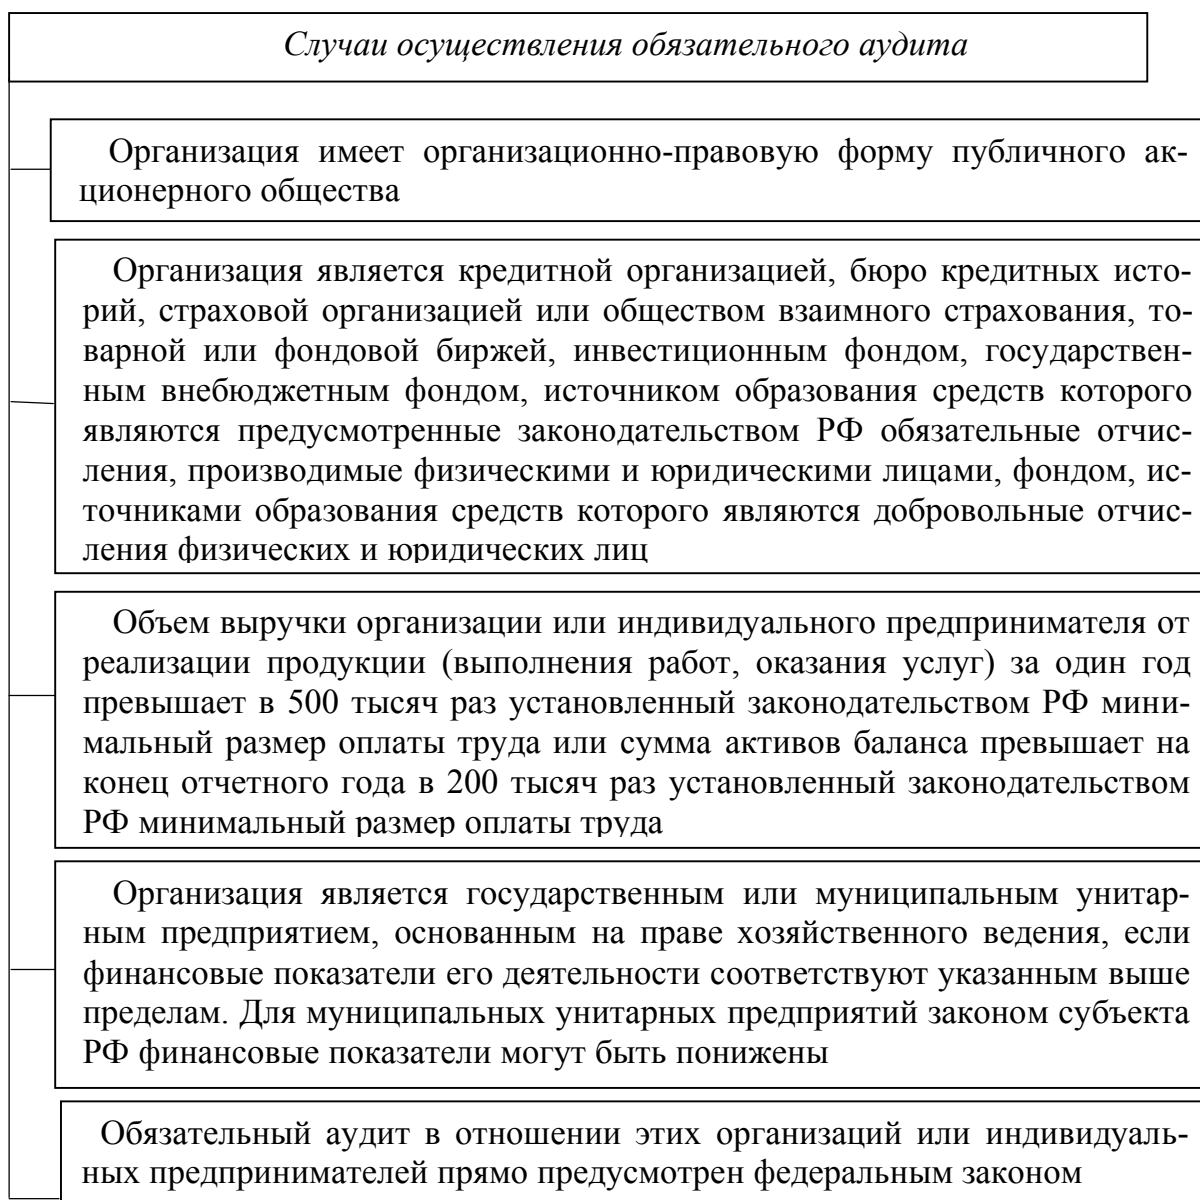 Случаи осуществления обязательного аудита
Организация имеет организационно-правовую форму публичного ак-
ционерного общества
Организация является кредитной организацией, бюро кредитных исто-
рий, страховой организацией или обществом взаимного страхования, то-
варной или фондовой биржей, инвестиционным фондом, государствен-
ным внебюджетным фондом, источником образования средств которого
являются предусмотренные законодательством РФ обязательные отчис-
ления, производимые физическими и юридическими лицами, фондом, ис-
точниками образования средств которого являются добровольные отчис-
ления физических и юридических лиц
Объем выручки организации или индивидуального предпринимателя от
реализации продукции (выполнения работ, оказания услуг) за один год
превышает в 500 тысяч раз установленный законодательством РФ мини-
мальный размер оплаты труда или сумма активов баланса превышает на
конец отчетного года в 200 тысяч раз установленный законодательством
РФ минимальный размер оплаты труда
Организация является государственным или муниципальным унитар-
ным предприятием, основанным на праве хозяйственного ведения, если
финансовые показатели его деятельности соответствуют указанным выше
пределам. Для муниципальных унитарных предприятий законом субъекта
РФ финансовые показатели могут быть понижены
Обязательный аудит в отношении этих организаций или индивидуаль-
ных предпринимателей прямо предусмотрен федеральным законом